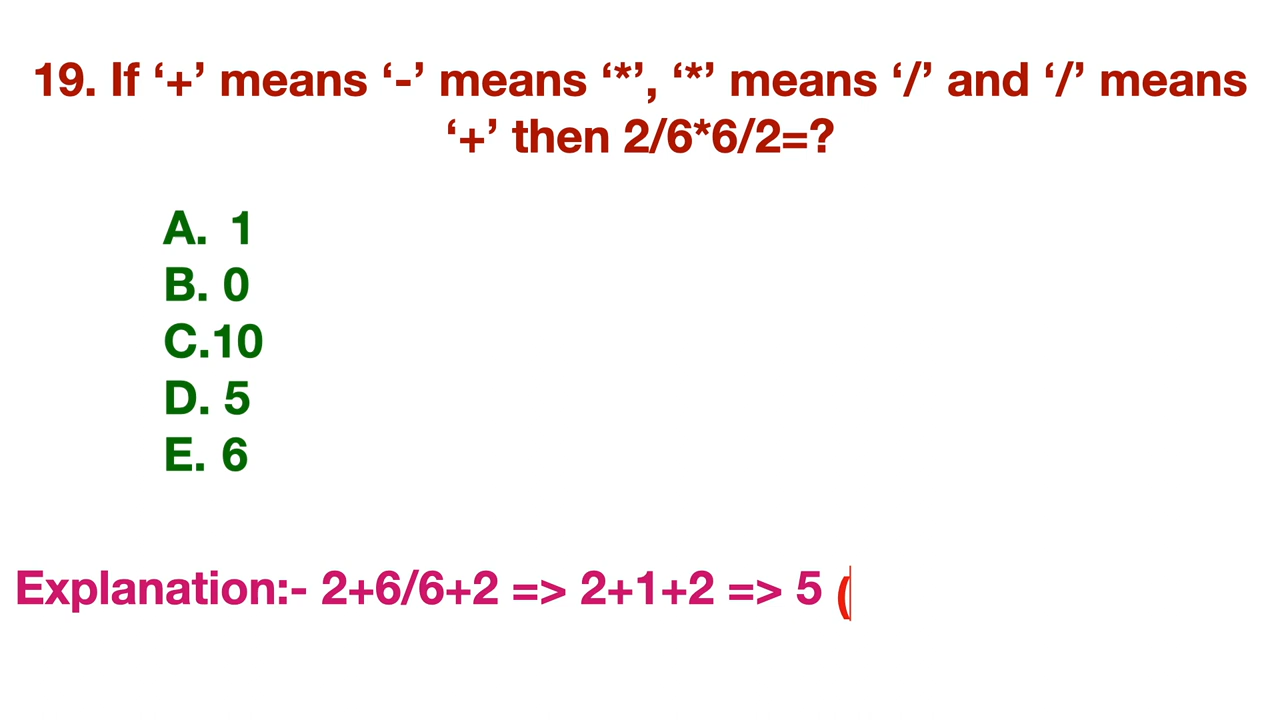 19. If ‘+’ means ‘-’ means ‘*’, ‘*’ means ‘/’ and ‘/’ means
‘+’ then 2/6*6/2=?
A. 1
B. 0
C.10
D. 5
E. 6
Explanation:- 2+6/6+2 => 2+1+2 => 5 (